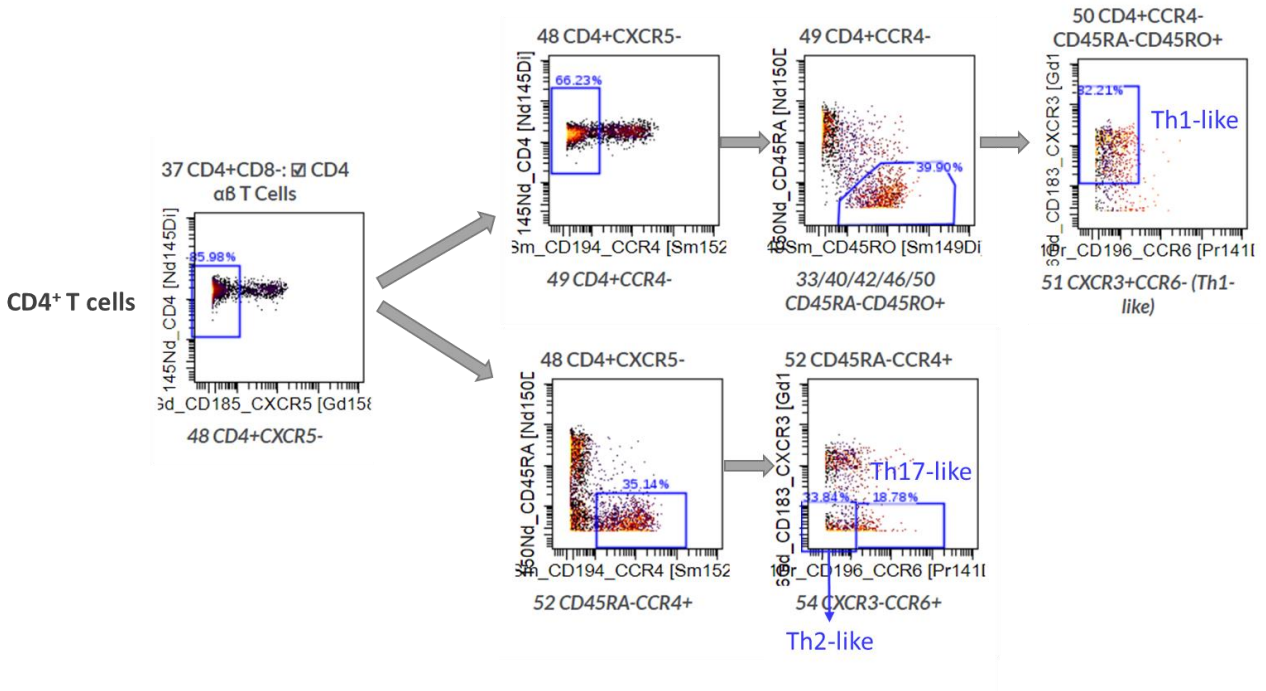 CD4⁺ T cells
37 CD4+CD8-: ☑ CD4
αβ T Cells
85.98%
145Nd_CD4 [Nd145Di]
Gd_CD185_CXCR5 [Gd158
48 CD4+CXCR5-
48 CD4+CXCR5-
66.23%
145Nd_CD4 [Nd145Di]
Sm_CD194_CCR4 [Sm152
49 CD4+CCR4-
49 CD4+CCR4-
39.90%
150Nd_CD45RA [Nd150D
Sm_CD45RO [Sm149Di
33/40/42/46/50
CD45RA-CD45RO+
50 CD4+CCR4-
CD45RA-CD45RO+
82.21%
Th1-like
Gd_CD183_CXCR3 [Gd1
Pr_CD196_CCR6 [Pr141D
51 CXCR3+CCR6- (Th1-
like)
48 CD4+CXCR5-
35.14%
150Nd_CD45RA [Nd150D
Sm_CD194_CCR4 [Sm152
52 CD45RA-CCR4+
52 CD45RA-CCR4+
Th17-like
33.84%
18.78%
Gd_CD183_CXCR3 [Gd1
Pr_CD196_CCR6 [Pr141D
54 CXCR3-CCR6+
Th2-like